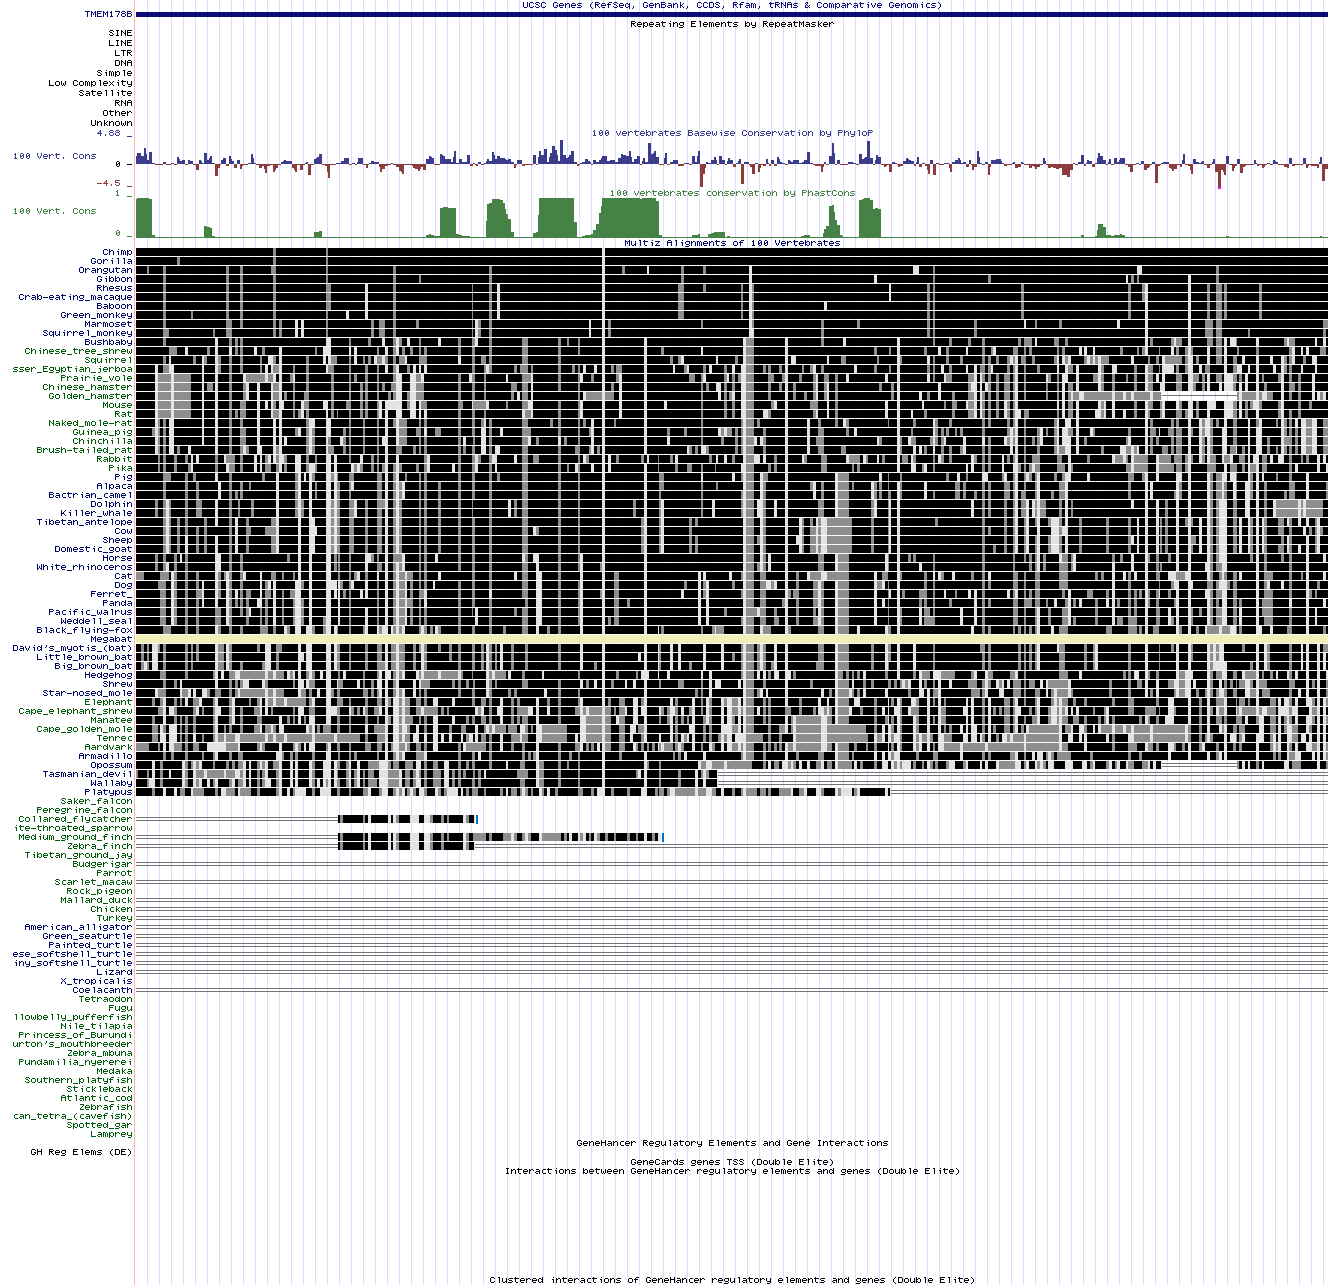 UCSC Genes (RefSeq, GenBank, CCDS, Rfam, tRNAs & Comparative Genomics)
TMEM178B
Repeating Elements by RepeatMasker
SINE
LINE
LTR
DNA
Simple
Low Complexity
Satellite
RNA
Other
Unknown
4.88 _
100 vertebrates Basewise Conservation by PhyloP
100 Vert. Cons
0 _
-4.5 _
1 _
100 vertebrates conservation by PhastCons
100 Vert. Cons
0 _
Multiz Alignments of 100 Vertebrates
Chimp
Gorilla
Orangutan
Gibbon
Rhesus
Crab-eating_macaque
Baboon
Green_monkey
Marmoset
Squirrel_monkey
Bushbaby
Chinese_tree_shrew
Squirrel
sser_Egyptian_jerboa
Prairie_vole
Chinese_hamster
Golden_hamster
Mouse
Rat
Naked_mole-rat
Guinea_pig
Chinchilla
Brush-tailed_rat
Rabbit
Pika
Pig
Alpaca
Bactrian_camel
Dolphin
Killer_whale
Tibetan_antelope
Cow
Sheep
Domestic_goat
Horse
White_rhinoceros
Cat
Dog
Ferret_
Panda
Pacific_walrus
Weddell_seal
Black_flying-fox
Megabat
David's_myotis_(bat)
Little_brown_bat
Big_brown_bat
Hedgehog
Shrew
Star-nosed_mole
Elephant
Cape_elephant_shrew
Manatee
Cape_golden_mole
Tenrec
Aardvark
Armadillo
Opossum
Tasmanian_devil
Wallaby
Platypus
Saker_falcon
Peregrine_falcon
Collared_flycatcher
ite-throated_sparrow
Medium_ground_finch
Zebra_finch
Tibetan_ground_jay
Budgerigar
Parrot
Scarlet_macaw
Rock_pigeon
Mallard_duck
Chicken
Turkey
American_alligator
Green_seaturtle
Painted_turtle
ese_softshell_turtle
iny_softshell_turtle
Lizard
X_tropicalis
Coelacanth
Tetraodon
Fugu
llowbelly_pufferfish
Nile_tilapia
Princess_of_Burundi
urton's_mouthbreeder
Zebra_mbuna
Pundamilia_nyererei
Medaka
Southern_platyfish
Stickleback
Atlantic_cod
Zebrafish
can_tetra_(cavefish)
Spotted_gar
Lamprey
GeneHancer Regulatory Elements and Gene Interactions
GH Reg Elems (DE)
GeneCards genes TSS (Double Elite)
Interactions between GeneHancer regulatory elements and genes (Double Elite)
Clustered interactions of GeneHancer regulatory elements and genes (Double Elite)